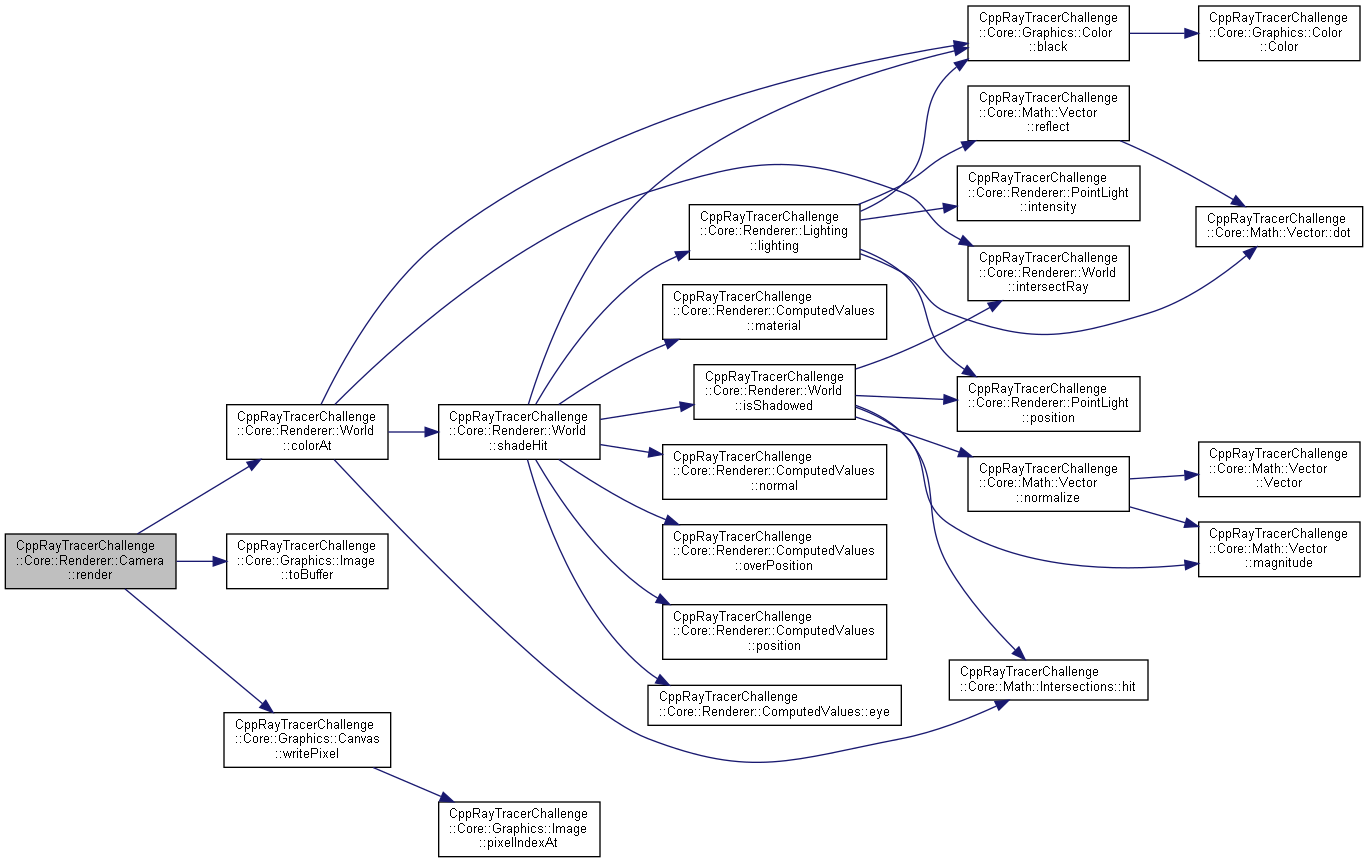 CppRayTracerChallenge
::Core::Renderer::Camera
::render
CppRayTracerChallenge
::Core::Renderer::World
::colorAt
CppRayTracerChallenge
::Core::Graphics::Image
::toBuffer
CppRayTracerChallenge
::Core::Graphics::Canvas
::writePixel
CppRayTracerChallenge
::Core::Renderer::World
::shadeHit
CppRayTracerChallenge
::Core::Graphics::Image
::pixelIndexAt
CppRayTracerChallenge
::Core::Renderer::Lighting
::lighting
CppRayTracerChallenge
::Core::Renderer::ComputedValues
::material
CppRayTracerChallenge
::Core::Renderer::World
::isShadowed
CppRayTracerChallenge
::Core::Renderer::ComputedValues
::normal
CppRayTracerChallenge
::Core::Renderer::ComputedValues
::overPosition
CppRayTracerChallenge
::Core::Renderer::ComputedValues
::position
CppRayTracerChallenge
::Core::Renderer::ComputedValues::eye
CppRayTracerChallenge
::Core::Graphics::Color
::black
CppRayTracerChallenge
::Core::Math::Vector
::reflect
CppRayTracerChallenge
::Core::Renderer::PointLight
::intensity
CppRayTracerChallenge
::Core::Renderer::World
::intersectRay
CppRayTracerChallenge
::Core::Renderer::PointLight
::position
CppRayTracerChallenge
::Core::Math::Vector
::normalize
CppRayTracerChallenge
::Core::Math::Intersections::hit
CppRayTracerChallenge
::Core::Graphics::Color
::Color
CppRayTracerChallenge
::Core::Math::Vector::dot
CppRayTracerChallenge
::Core::Math::Vector
::Vector
CppRayTracerChallenge
::Core::Math::Vector
::magnitude